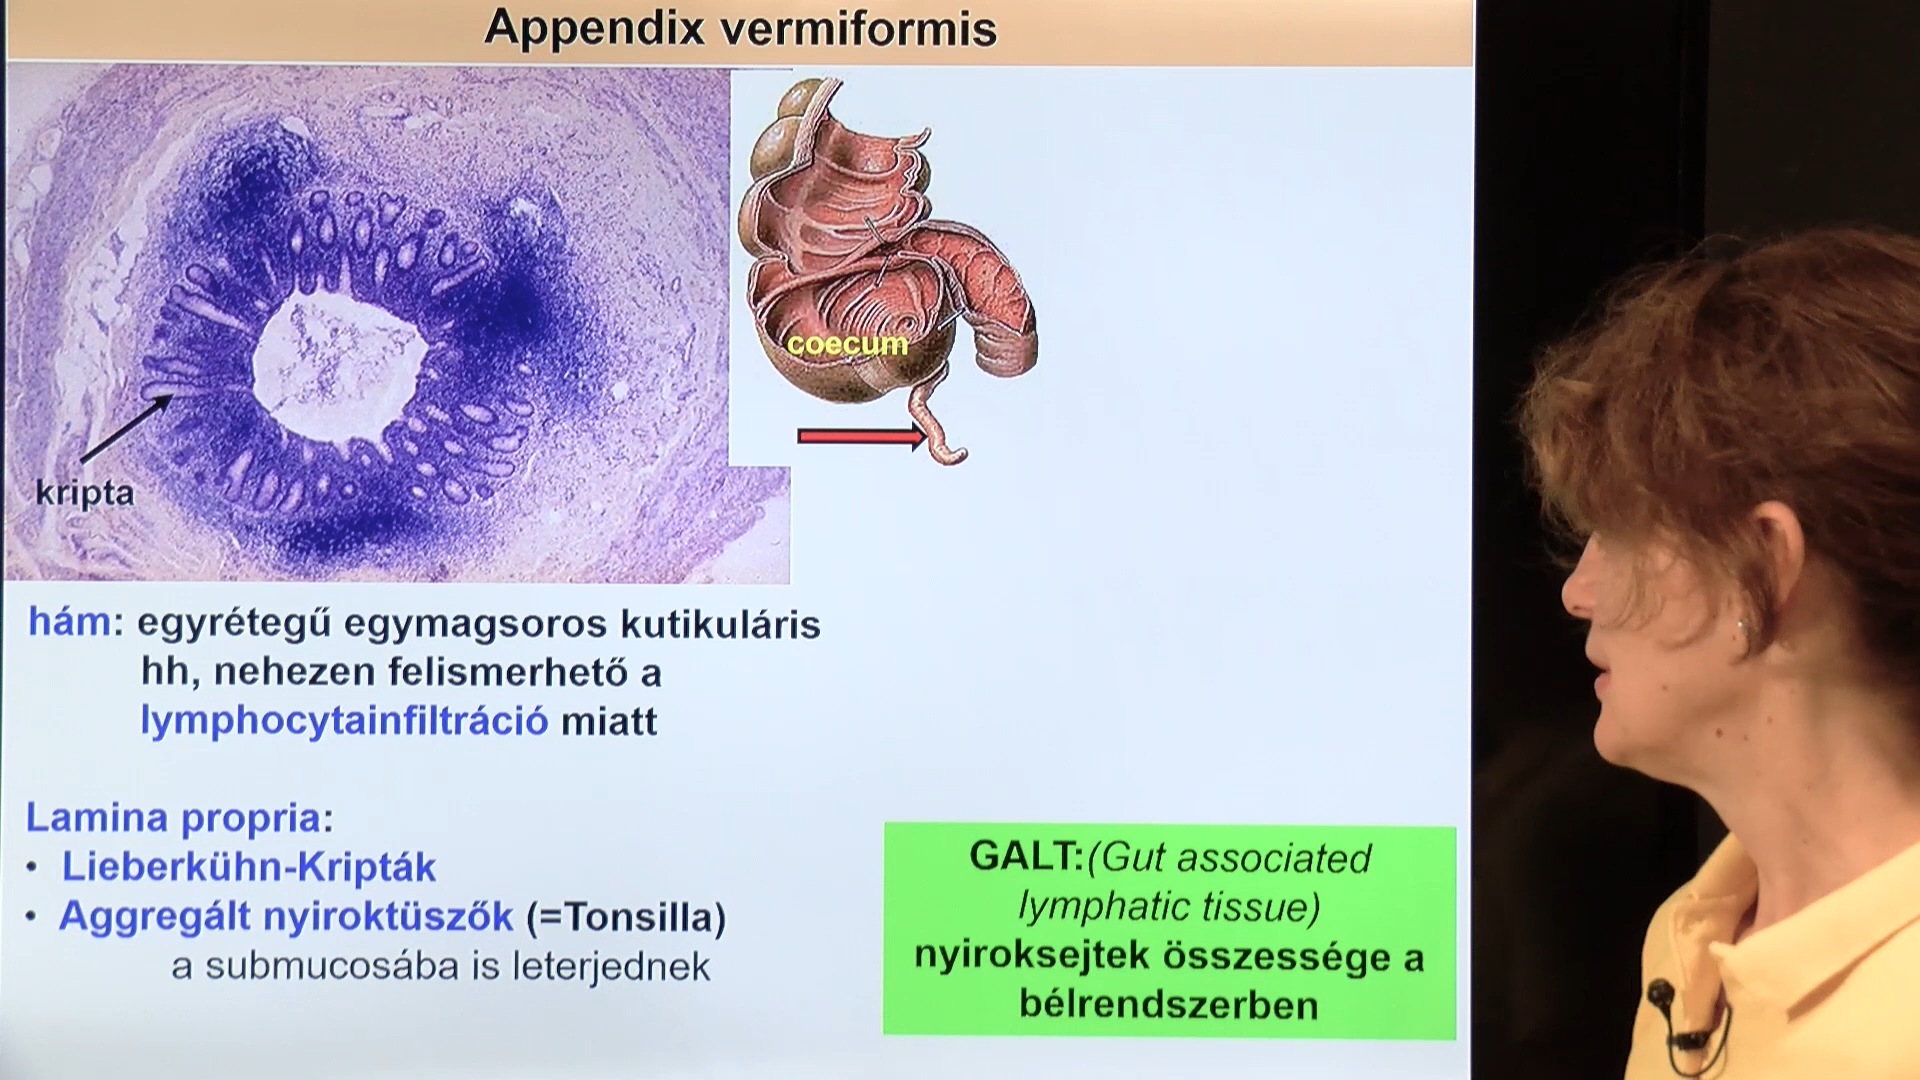 Appendix vermiformis
coecum
kripta
hám: egyrétegű egymagsoros kutikuláris
hh, nehezen felismerhető a
lymphocytainfiltráció miatt
Lamina propria:
• Lieberkühn-Kripták
• Aggregált nyiroktüszők (=Tonsilla)
a submucosába is leterjednek
GALT:(Gut associated
lymphatic tissue)
nyiroksejtek összessége a
bélrendszerben